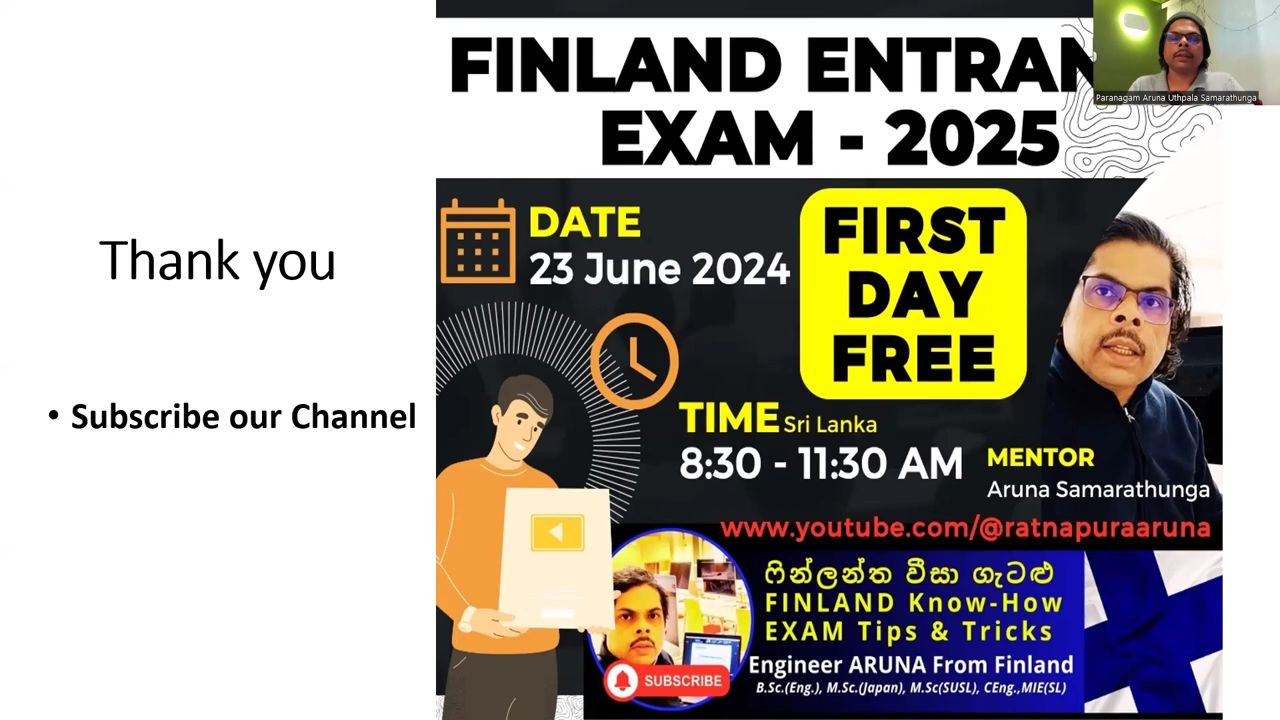 Thank you
• Subscribe our Channel
FINLAND ENTRAN
EXAM - 2025
Paranagam Aruna Uthpala Samarathunga
DATE
23 June 2024
FIRST
DAY
FREE
TIME Sri Lanka
8:30 - 11:30 AM
MENTOR
Aruna Samarathunga
www.youtube.com/@ratnapuraaruna
ෆින්ලන්ත වීසා ගැටළු
FINLAND Know-How
EXAM Tips & Tricks
Engineer ARUNA From Finland
B.Sc.(Eng.), M.Sc.(Japan), M.Sc(SUSL), CEng.,MIE(SL)
SUBSCRIBE